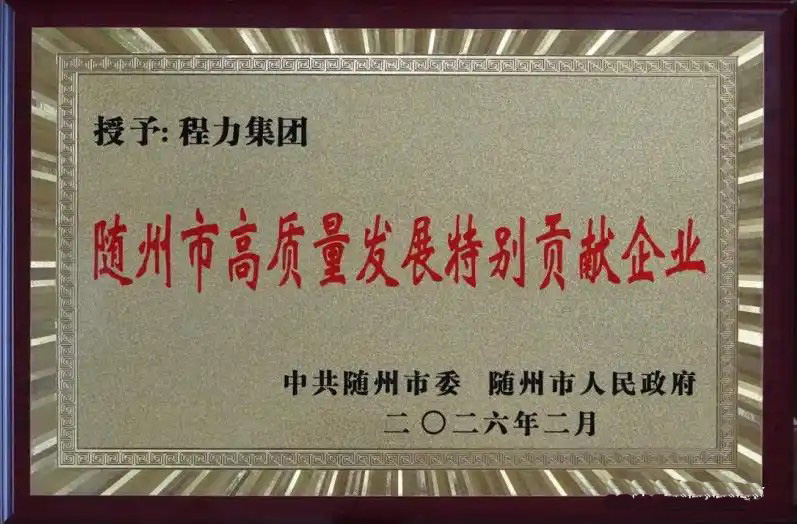 授予:程力集团
随州市高质量发展特别贡献企业
中共随州市委 随州市人民政府
二〇二六年二月